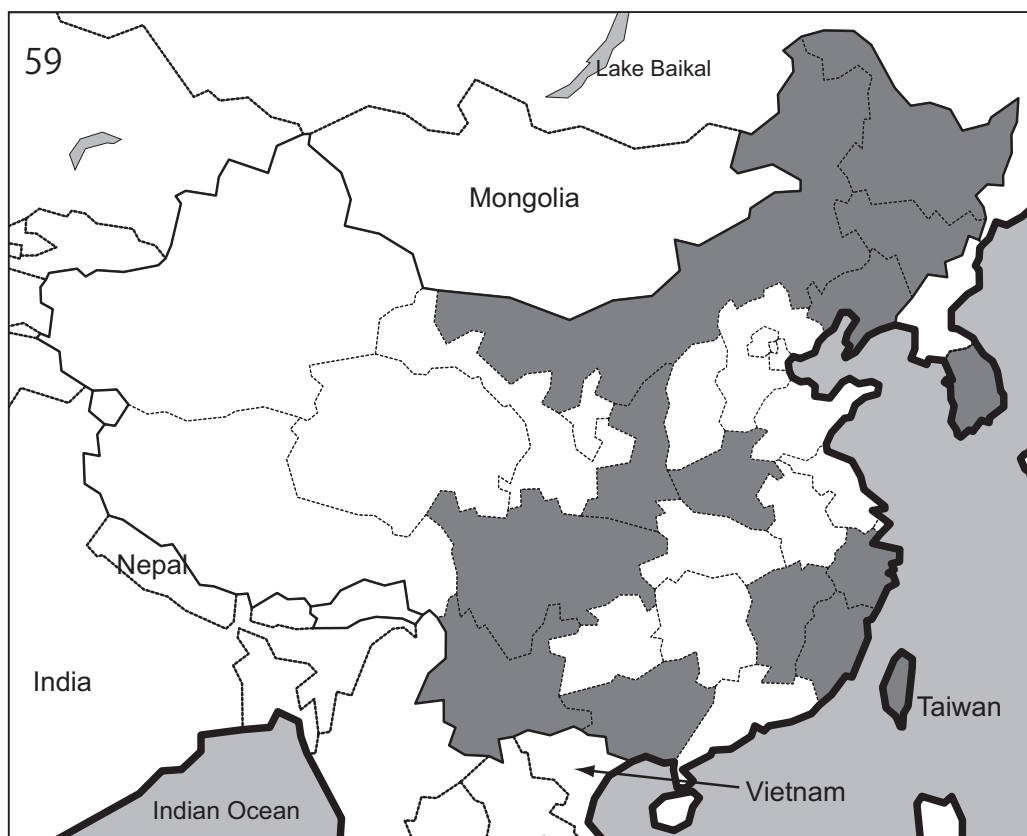 59
Lake Baikal
Mongolia
Nepal
India
Taiwan
Vietnam
Indian Ocean